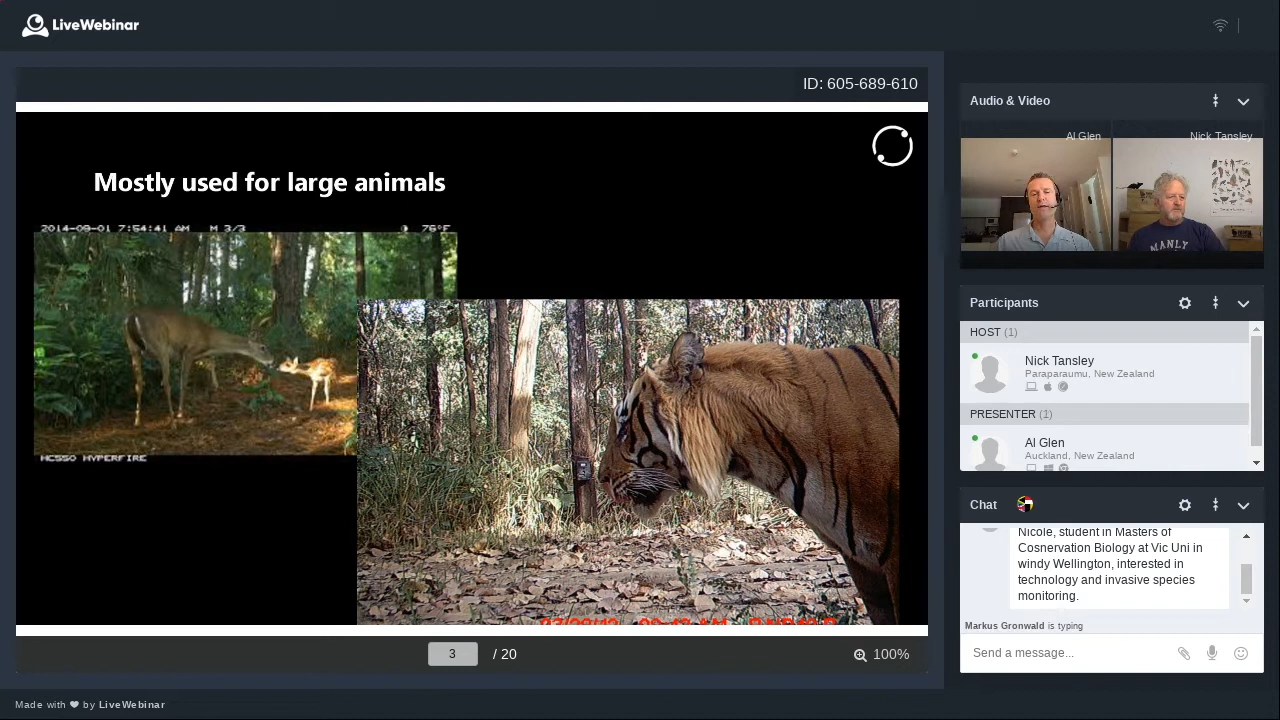 LiveWebinar
ID: 605-689-610
Mostly used for large animals
2014-09-01 7:54:41 AM M 3/3 76°F
HC550 HYPERFIRE
3 / 20
100%
Audio & Video
Al Glen
Nick Tansley
MANLY
Participants
HOST (1)
Nick Tansley
Paraparaumu, New Zealand
PRESENTER (1)
Al Glen
Auckland, New Zealand
Chat
Nicole, student in Masters of
Cosnervation Biology at Vic Uni in
windy Wellington, interested in
technology and invasive species
monitoring.
Markus Gronwald is typing
Send a message...
Made with by LiveWebinar